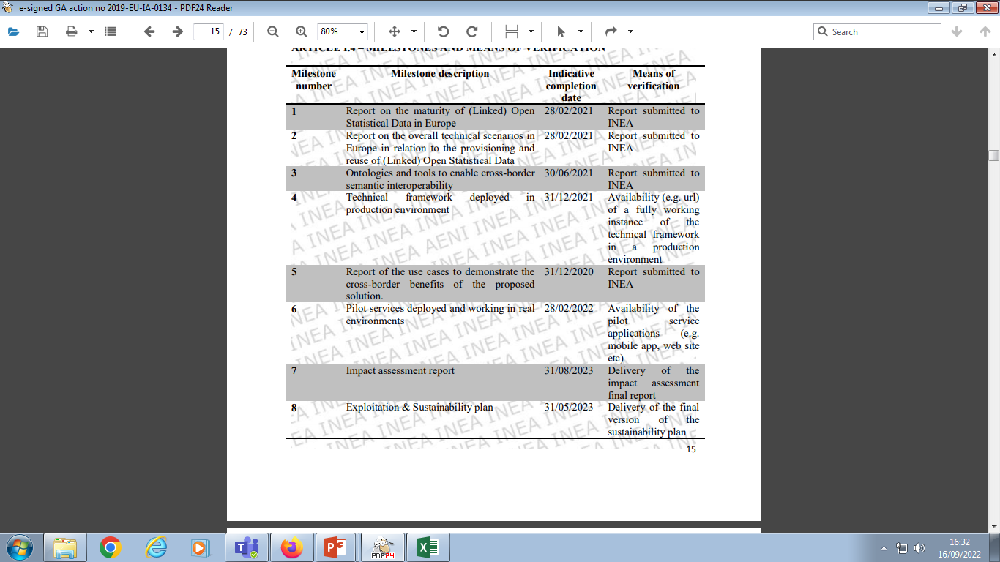 e-signed GA action no 2019-EU-IA-0134 - PDF24 Reader
15 / 73
80%
Search
ARTICLE I.4 – MILESTONES AND MEANS OF VERIFICATION
Milestone number Milestone description Indicative completion date Means of verification
1 Report on the maturity of (Linked) Open 28/02/2021 Report submitted to
Statistical Data in Europe INEA
2 Report on the overall technical scenarios in 28/02/2021 Report submitted to
Europe in relation to the provisioning and INEA
reuse of (Linked) Open Statistical Data
3 Ontologies and tools to enable cross-border 30/06/2021 Report submitted to
semantic interoperability INEA
4 Technical framework deployed in 31/12/2021 Availability (e.g. url)
production environment of a fully working
instance of the
technical framework
in a production
environment
5 Report of the use cases to demonstrate the 31/12/2020 Report submitted to
cross-border benefits of the proposed INEA
solution.
6 Pilot services deployed and working in real 28/02/2022 Availability of the
environments pilot service
applications (e.g.
mobile app, web site
etc)
7 Impact assessment report 31/08/2023 Delivery of the
impact assessment
final report
8 Exploitation & Sustainability plan 31/05/2023 Delivery of the final
version of the
sustainability plan
15
PDF24
16:32
16/09/2022